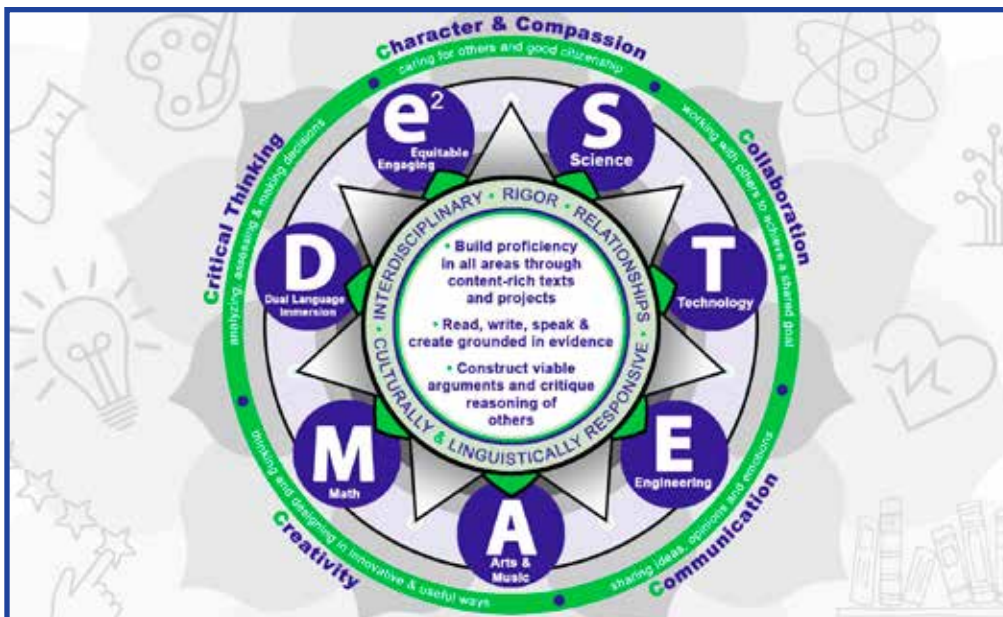 Character & Compassion
caring for others and good citizenship
Collaboration
working with others to achieve a shared goal
Communication
sharing ideas, opinions and emotions
Creativity
thinking and designing in innovative & useful ways
Critical Thinking
analyzing, assessing & making decisions
e2
Equitable
Engaging
S
Science
T
Technology
E
Engineering
A
Arts &
Music
M
Math
D
Dual Language
Immersion
• INTERDISCIPLINARY • RIGOR • RELATIONSHIPS •
CULTURALLY & LINGUISTICALLY RESPONSIVE
• Build proficiency
in all areas through
content-rich texts
and projects
• Read, write, speak &
create grounded in evidence
• Construct viable
arguments and critique
reasoning of
others